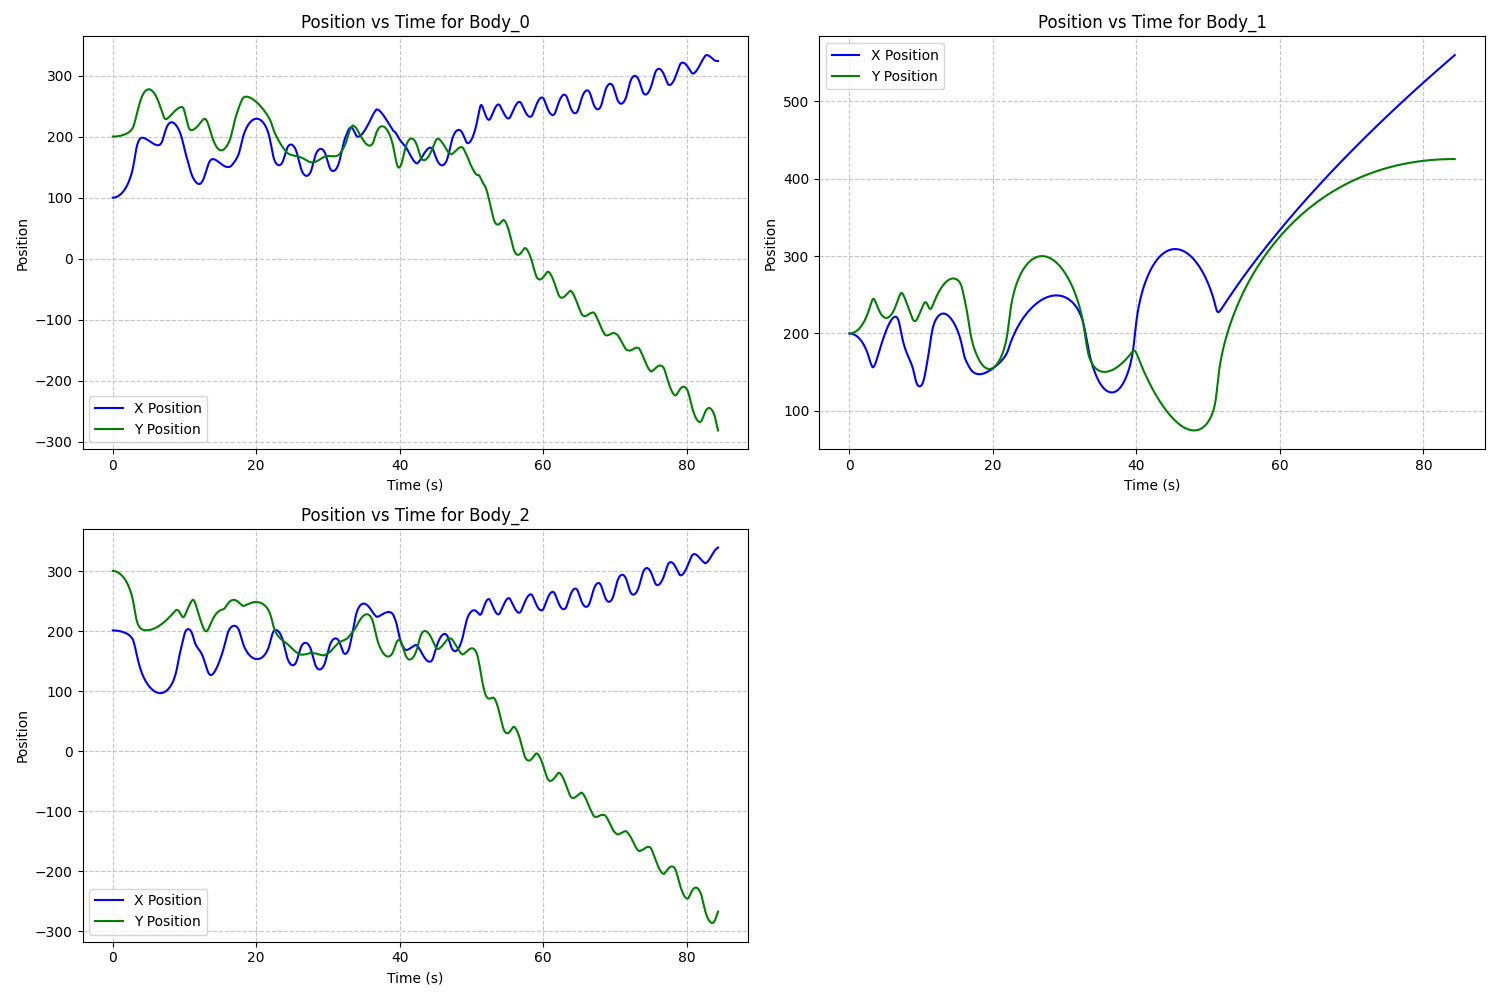 Position vs Time for Body_0
300
200
100
0
−100
−200
−300
Position
X Position
Y Position
0 20 40 60 80
Time (s)
Position vs Time for Body_1
X Position
Y Position
500
400
300
200
100
Position
0 20 40 60 80
Time (s)
Position vs Time for Body_2
300
200
100
0
−100
−200
−300
Position
X Position
Y Position
0 20 40 60 80
Time (s)